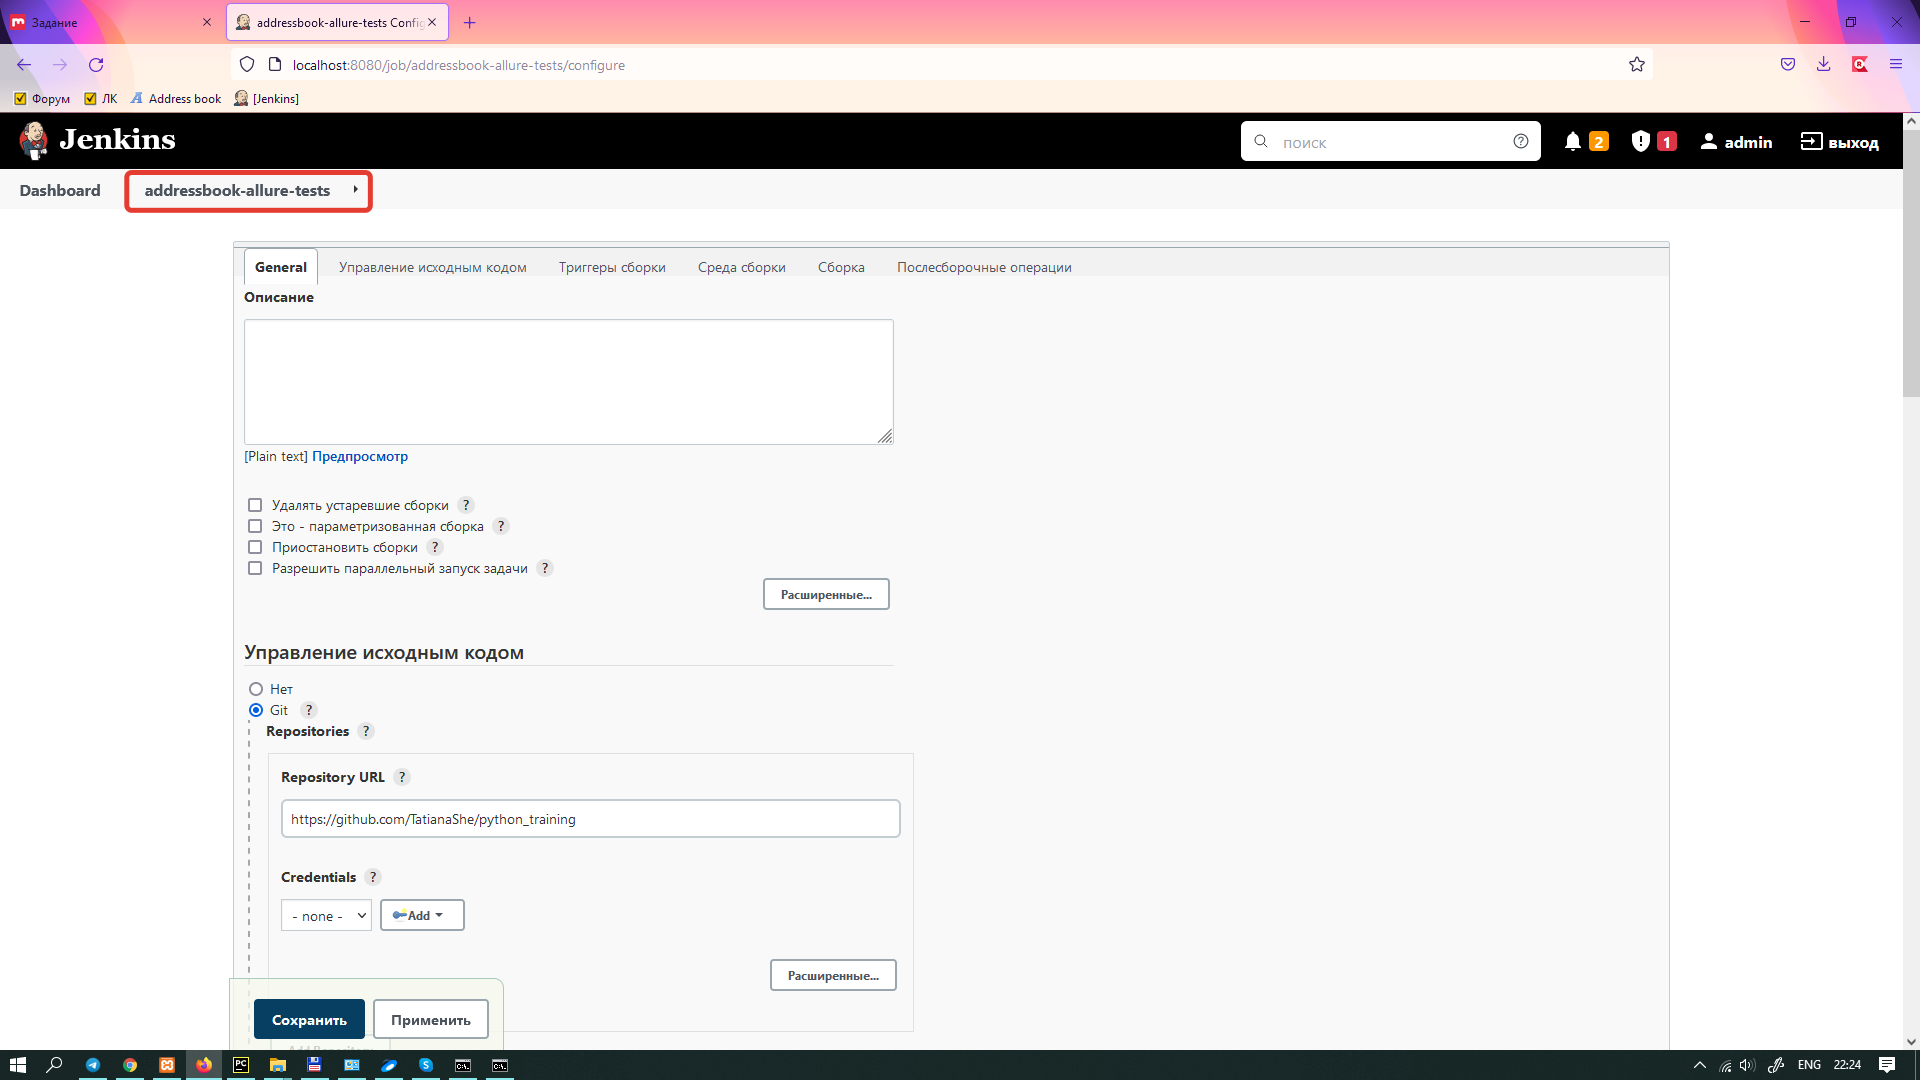 Задание
addressbook-allure-tests Config
localhost:8080/job/addressbook-allure-tests/configure
Форум
ЛК
Address book
[Jenkins]
Jenkins
поиск
2
1
admin
выход
Dashboard
addressbook-allure-tests
General
Управление исходным кодом
Триггеры сборки
Среда сборки
Сборка
Послесборочные операции
Описание
[Plain text] Предпросмотр
Удалять устаревшие сборки ?
Это - параметризованная сборка ?
Приостановить сборки ?
Разрешить параллельный запуск задачи ?
Расширенные...
Управление исходным кодом
Нет
Git ?
Repositories ?
Repository URL ?
https://github.com/TatianaShe/python_training
Credentials ?
- none -
Add
Расширенные...
Сохранить
Применить
ENG
22:24